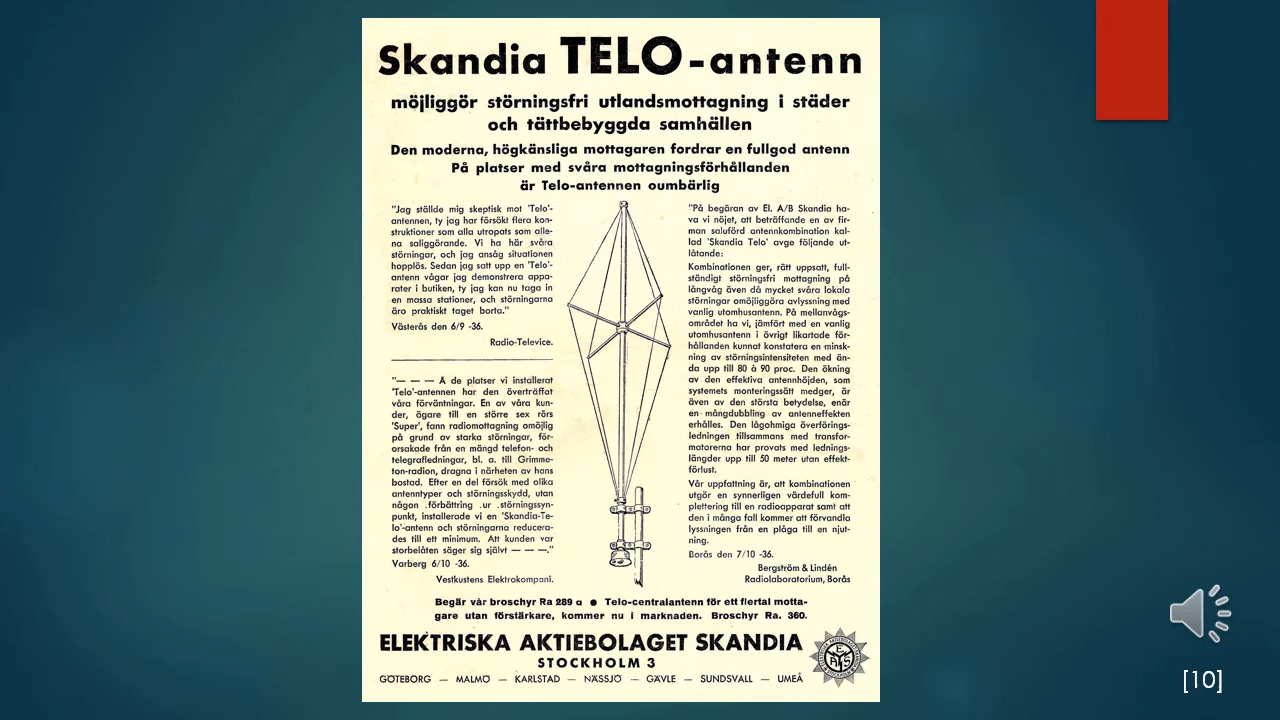 Skandia TELO-antenn
möjliggör störningsfri utlandsmottagning i städer
och tättbebyggda samhällen
Den moderna, högkänsliga mottagaren fordrar en fullgod antenn
På platser med svåra mottagningsförhållanden
är Telo-antennen oumbärlig
"Jag ställde mig skeptisk mot 'Telo'-
antennen, ty jag har försökt flera kon-
struktioner som alla utropats som alle-
na saliggörande. Vi ha här svåra
störningar, och jag ansåg situationen
hopplös. Sedan jag satt upp en 'Telo'-
antenn vågar jag demonstrera appa-
rater i butiken, ty jag kan nu taga in
en massa stationer, och störningarna
äro praktiskt taget borta."
Västerås den 6/9 -36.
Radio-Televice.
"— — — Å de platser vi installerat
'Telo'-antennen har den överträffat
våra förväntningar. En av våra kun-
der, ägare till en större sex rörs
'Super', fann radiomottagning omöjlig
på grund av starka störningar, för-
orsakade från en mängd telefon- och
telegrafledningar, bl. a. till Grimme-
ton-radion, dragna i närheten av hans
bostad. Efter en del försök med olika
antenntyper och störningsskydd, utan
någon .förbättring .ur .störningssyn-
punkt, installerade vi en 'Skandia-Te-
lo'-antenn och störningarna reducera-
des till ett minimum. Att kunden var
storbelåten säger sig självt — — —."
Varberg 6/10 -36.
Vestkustens Elektrokompani.
"På begäran av El. A/B Skandia ha-
va vi nöjet, att beträffande en av fir-
man saluförd antennkombination kal-
lad 'Skandia Telo' avge följande ut-
låtande:
Kombinationen ger, rätt uppsatt, full-
ständigt störningsfri mottagning på
långvåg även då mycket svåra lokala
störningar omöjliggöra avlyssning med
vanlig utomhusantenn. På mellanvågs-
området ha vi, jämfört med en vanlig
utomhusantenn i övrigt likartade för-
hållanden kunnat konstatera en minsk-
ning av störningsintensiteten med än-
da upp till 80 à 90 proc. Den ökning
av den effektiva antennhöjden, som
systemets monteringssätt medger, är
även av den största betydelse, enär
en mångdubbling av antenneffekten
erhålles. Den lågohmiga överförings-
ledningen tillsammans med transfor-
matorerna har provats med lednings-
längder upp till 50 meter utan effekt-
förlust.
Vår uppfattning är, att kombinationen
utgör en synnerligen värdefull kom-
plettering till en radioapparat samt att
den i många fall kommer att förvandla
lyssningen från en plåga till en njut-
ning.
Borås den 7/10 -36.
Bergström & Lindén
Radiolaboratorium, Borås
Begär vår broschyr Ra 289 a ● Telo-centralantenn för ett flertal motta-
gare utan förstärkare, kommer nu i marknaden. Broschyr Ra. 360.
ELEKTRISKA AKTIEBOLAGET SKANDIA
STOCKHOLM 3
GÖTEBORG — MALMÖ — KARLSTAD — NÄSSJÖ — GÄVLE — SUNDSVALL — UMEÅ
[10]